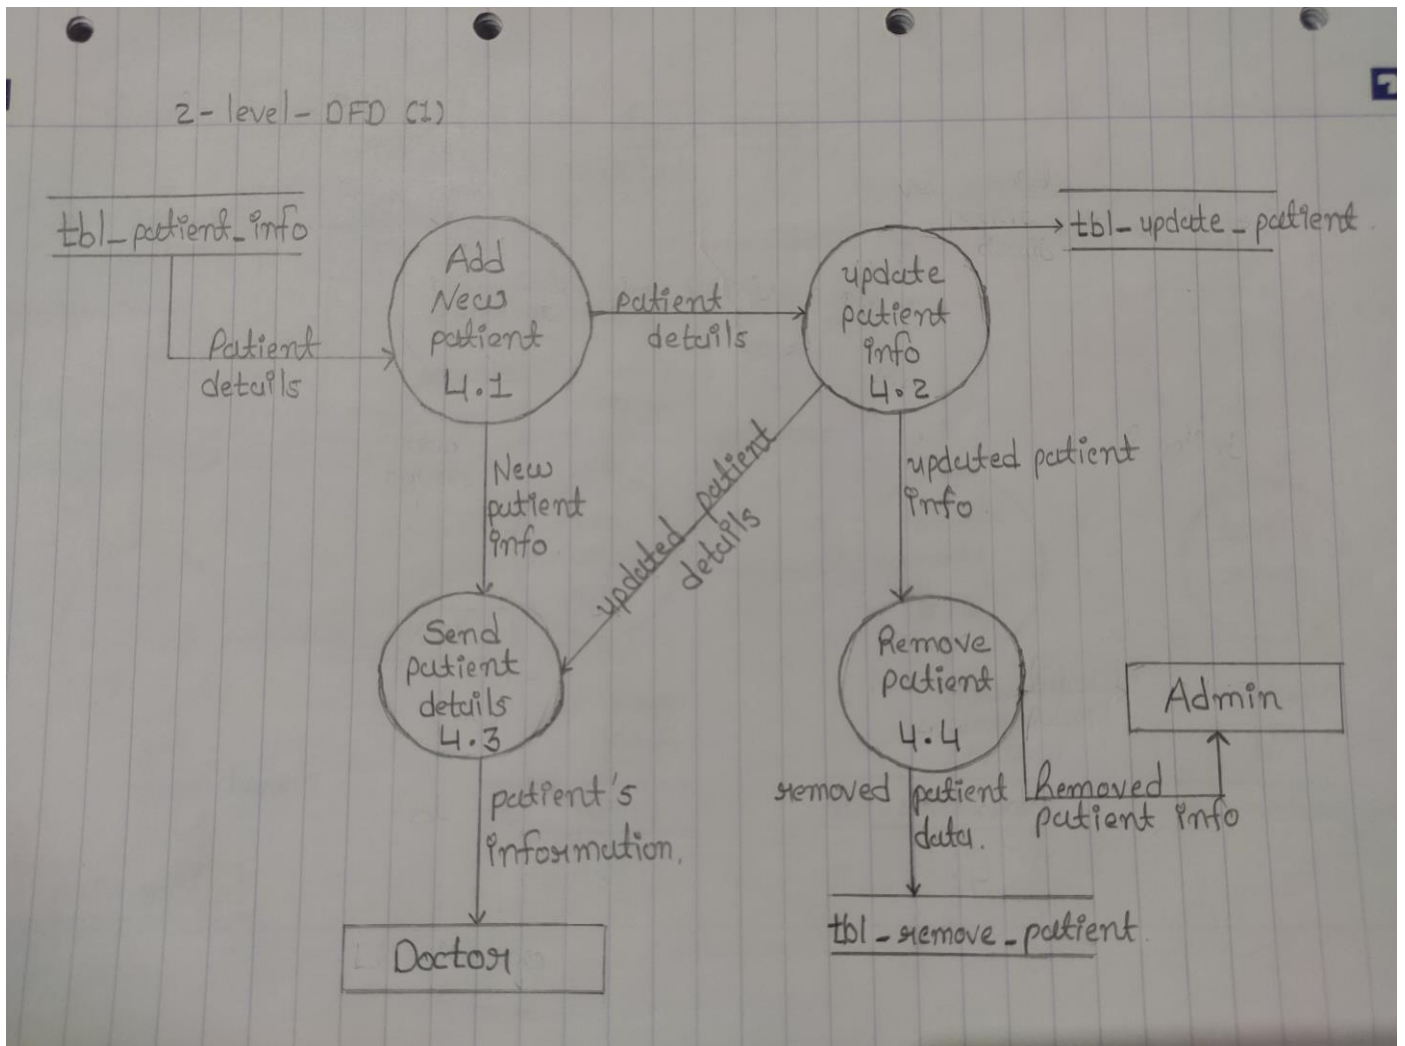 2-level-DFD (1)
tbl_patient_info
Patient
details
Add
New
patient
4.1
patient
details
update
patient
info
4.2
tbl_update_patient
New
patient
info
updated patient
details
updated patient
info
Send
patient
details
4.3
Remove
patient
4.4
Admin
Removed
patient info
patient's
information.
removed patient
data.
Doctor
tbl_remove_patient